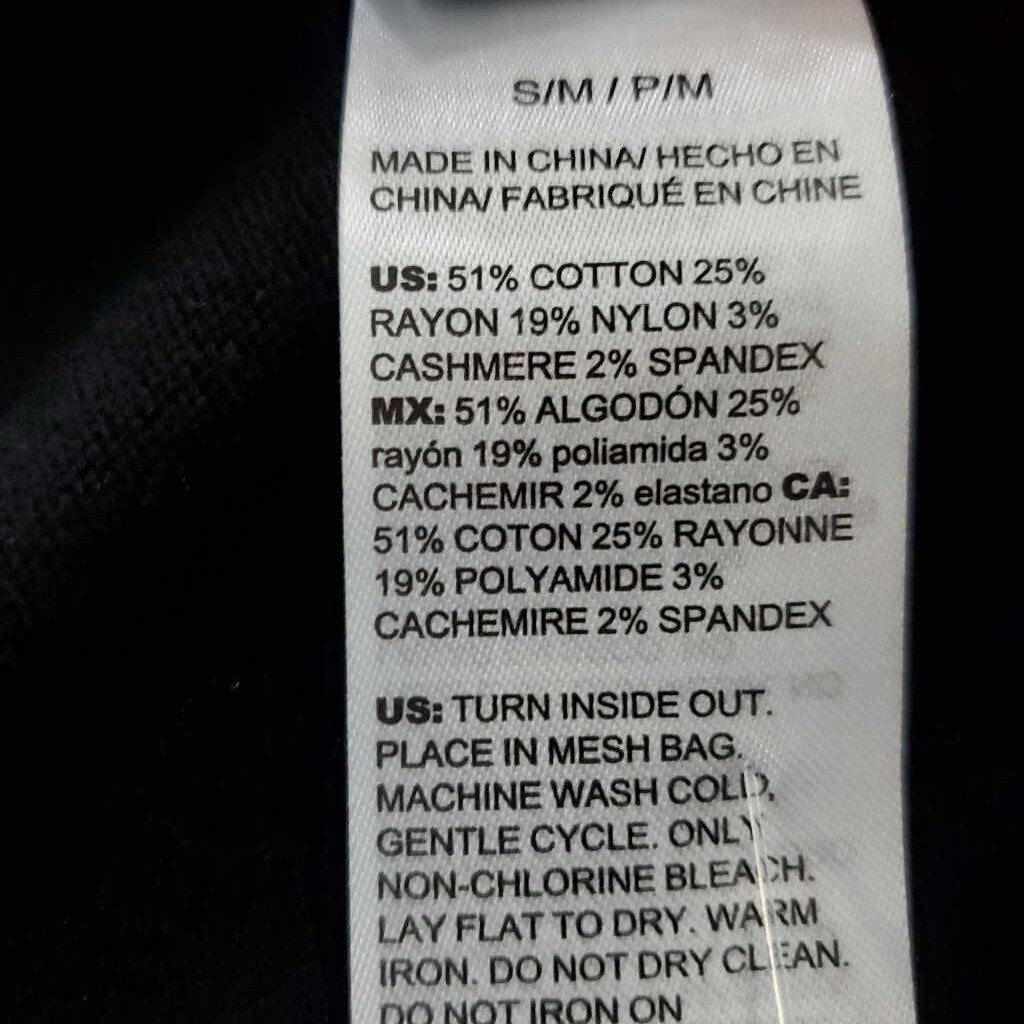 S/M / P/M
MADE IN CHINA/ HECHO EN
CHINA/ FABRIQUÉ EN CHINE
US: 51% COTTON 25%
RAYON 19% NYLON 3%
CASHMERE 2% SPANDEX
MX: 51% ALGODÓN 25%
rayón 19% poliamida 3%
CACHEMIR 2% elastano CA:
51% COTON 25% RAYONNE
19% POLYAMIDE 3%
CACHEMIRE 2% SPANDEX
US: TURN INSIDE OUT.
PLACE IN MESH BAG.
MACHINE WASH COLD,
GENTLE CYCLE. ONLY
NON-CHLORINE BLEACH.
LAY FLAT TO DRY. WARM
IRON. DO NOT DRY CLEAN.
DO NOT IRON ON